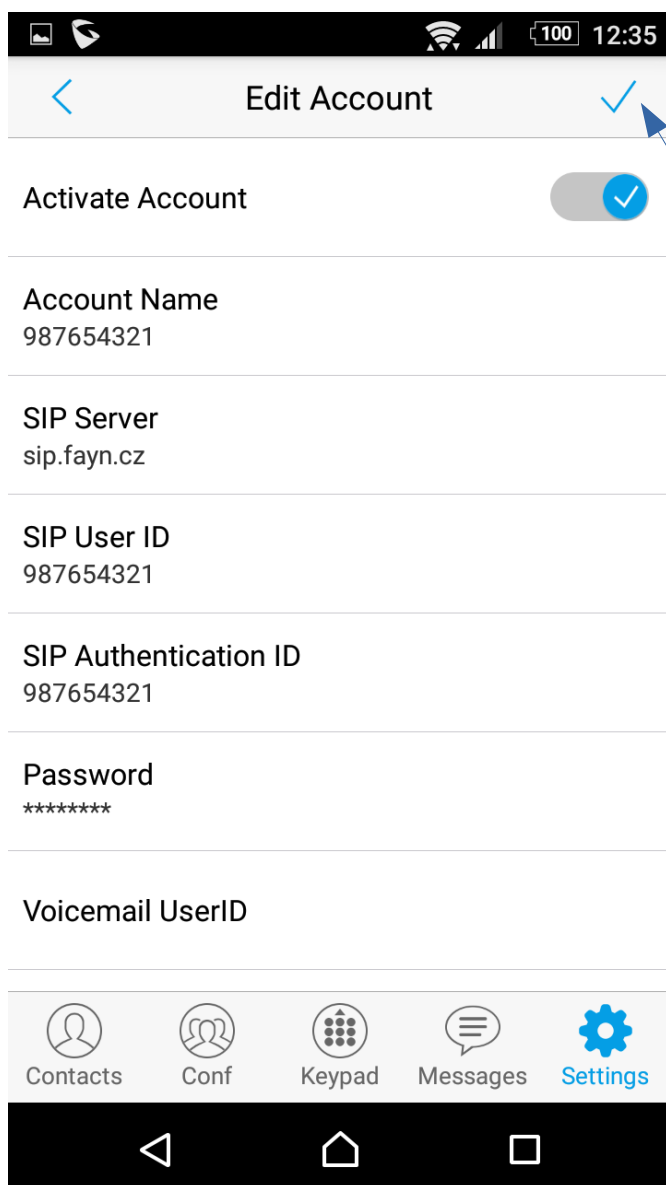 100 12:35
Edit Account
Activate Account
Account Name
987654321
SIP Server
sip.fayn.cz
SIP User ID
987654321
SIP Authentication ID
987654321
Password
********
Voicemail UserID
Contacts Conf Keypad Messages Settings